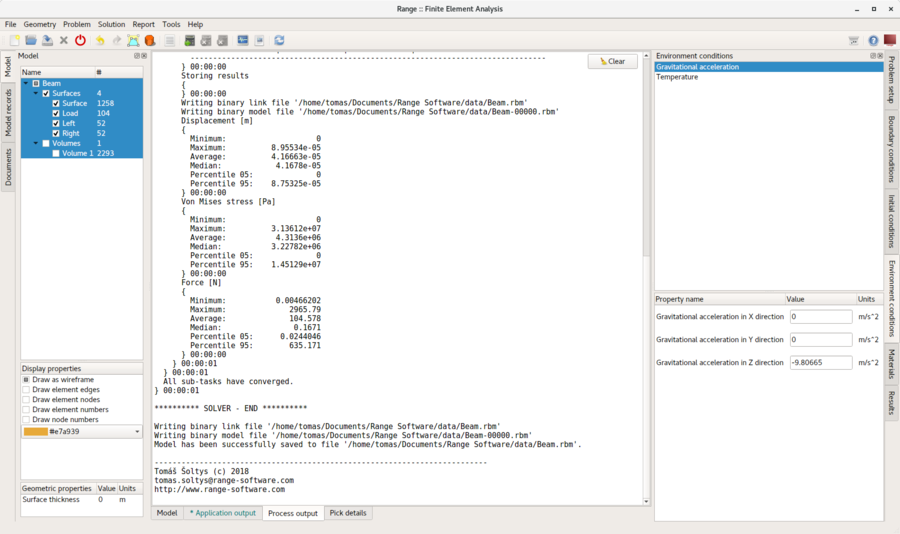 Range :: Finite Element Analysis
File Geometry Problem Solution Report Tools Help
Model
Name #
Beam
Surfaces 4
Surface 1258
Load 104
Left 52
Right 52
Volumes 1
Volume 1 2293
Model
Model records
Documents
Display properties
Draw as wireframe
Draw element edges
Draw element nodes
Draw element numbers
Draw node numbers
#e7a939
Geometric properties Value Units
Surface thickness 0 m
Clear
} 00:00:00
Storing results
{
} 00:00:00
Writing binary link file '/home/tomas/Documents/Range Software/data/Beam.rbm'
Writing binary model file '/home/tomas/Documents/Range Software/data/Beam-00000.rbm'
Displacement [m]
{
Minimum: 0
Maximum: 8.95534e-05
Average: 4.16663e-05
Median: 4.1678e-05
Percentile 05: 0
Percentile 95: 8.75325e-05
} 00:00:00
Von Mises stress [Pa]
{
Minimum: 0
Maximum: 3.13612e+07
Average: 4.3136e+06
Median: 3.22782e+06
Percentile 05: 0
Percentile 95: 1.45129e+07
} 00:00:00
Force [N]
{
Minimum: 0.00466202
Maximum: 2965.79
Average: 104.578
Median: 0.1671
Percentile 05: 0.0244046
Percentile 95: 635.171
} 00:00:00
} 00:00:01
} 00:00:01
All sub-tasks have converged.
} 00:00:01
********** SOLVER - END **********
Writing binary link file '/home/tomas/Documents/Range Software/data/Beam.rbm'
Writing binary model file '/home/tomas/Documents/Range Software/data/Beam-00000.rbm'
Model has been successfully saved to file '/home/tomas/Documents/Range Software/data/Beam.rbm'.
--------------------------------------------------------------------------
Tomáš Šoltys (c) 2018
tomas.soltys@range-software.com
http://www.range-software.com
Model * Application output Process output Pick details
Environment conditions
Gravitational acceleration
Temperature
Property name Value Units
Gravitational acceleration in X direction 0 m/s^2
Gravitational acceleration in Y direction 0 m/s^2
Gravitational acceleration in Z direction -9.80665 m/s^2
Problem setup
Boundary conditions
Initial conditions
Environment conditions
Materials
Results